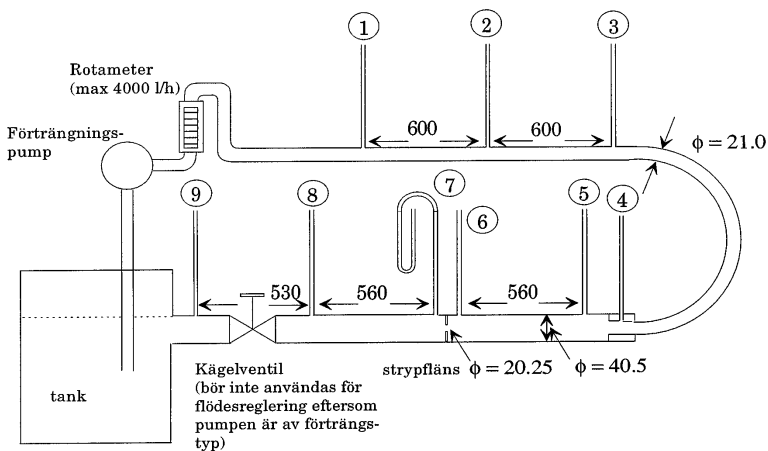 1
2
3
Rotameter
(max 4000 l/h)
600
600
ϕ = 21.0
Förträngnings-
pump
9
8
7
6
5
4
530
560
560
Kägelventil
(bör inte användas för
flödesreglering eftersom
pumpen är av förträngs-
typ)
strypfläns ϕ = 20.25
ϕ = 40.5
tank